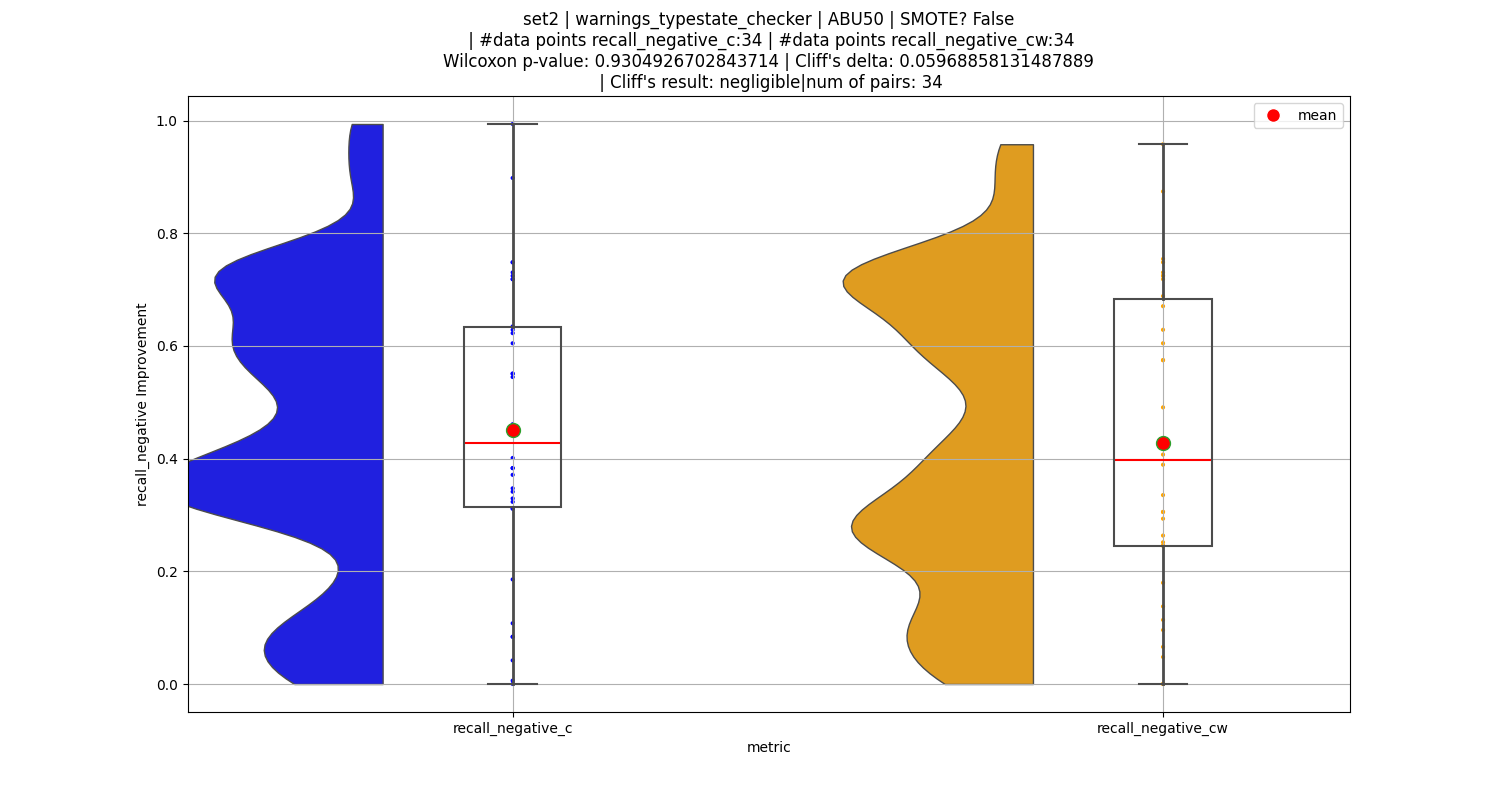 set2 | warnings_typestate_checker | ABU50 | SMOTE? False
| #data points recall_negative_c:34 | #data points recall_negative_cw:34
Wilcoxon p-value: 0.9304926702843714 | Cliff's delta: 0.05968858131487889
| Cliff's result: negligible|num of pairs: 34
mean
1.0
0.8
0.6
0.4
0.2
0.0
recall_negative Improvement
recall_negative_c
recall_negative_cw
metric